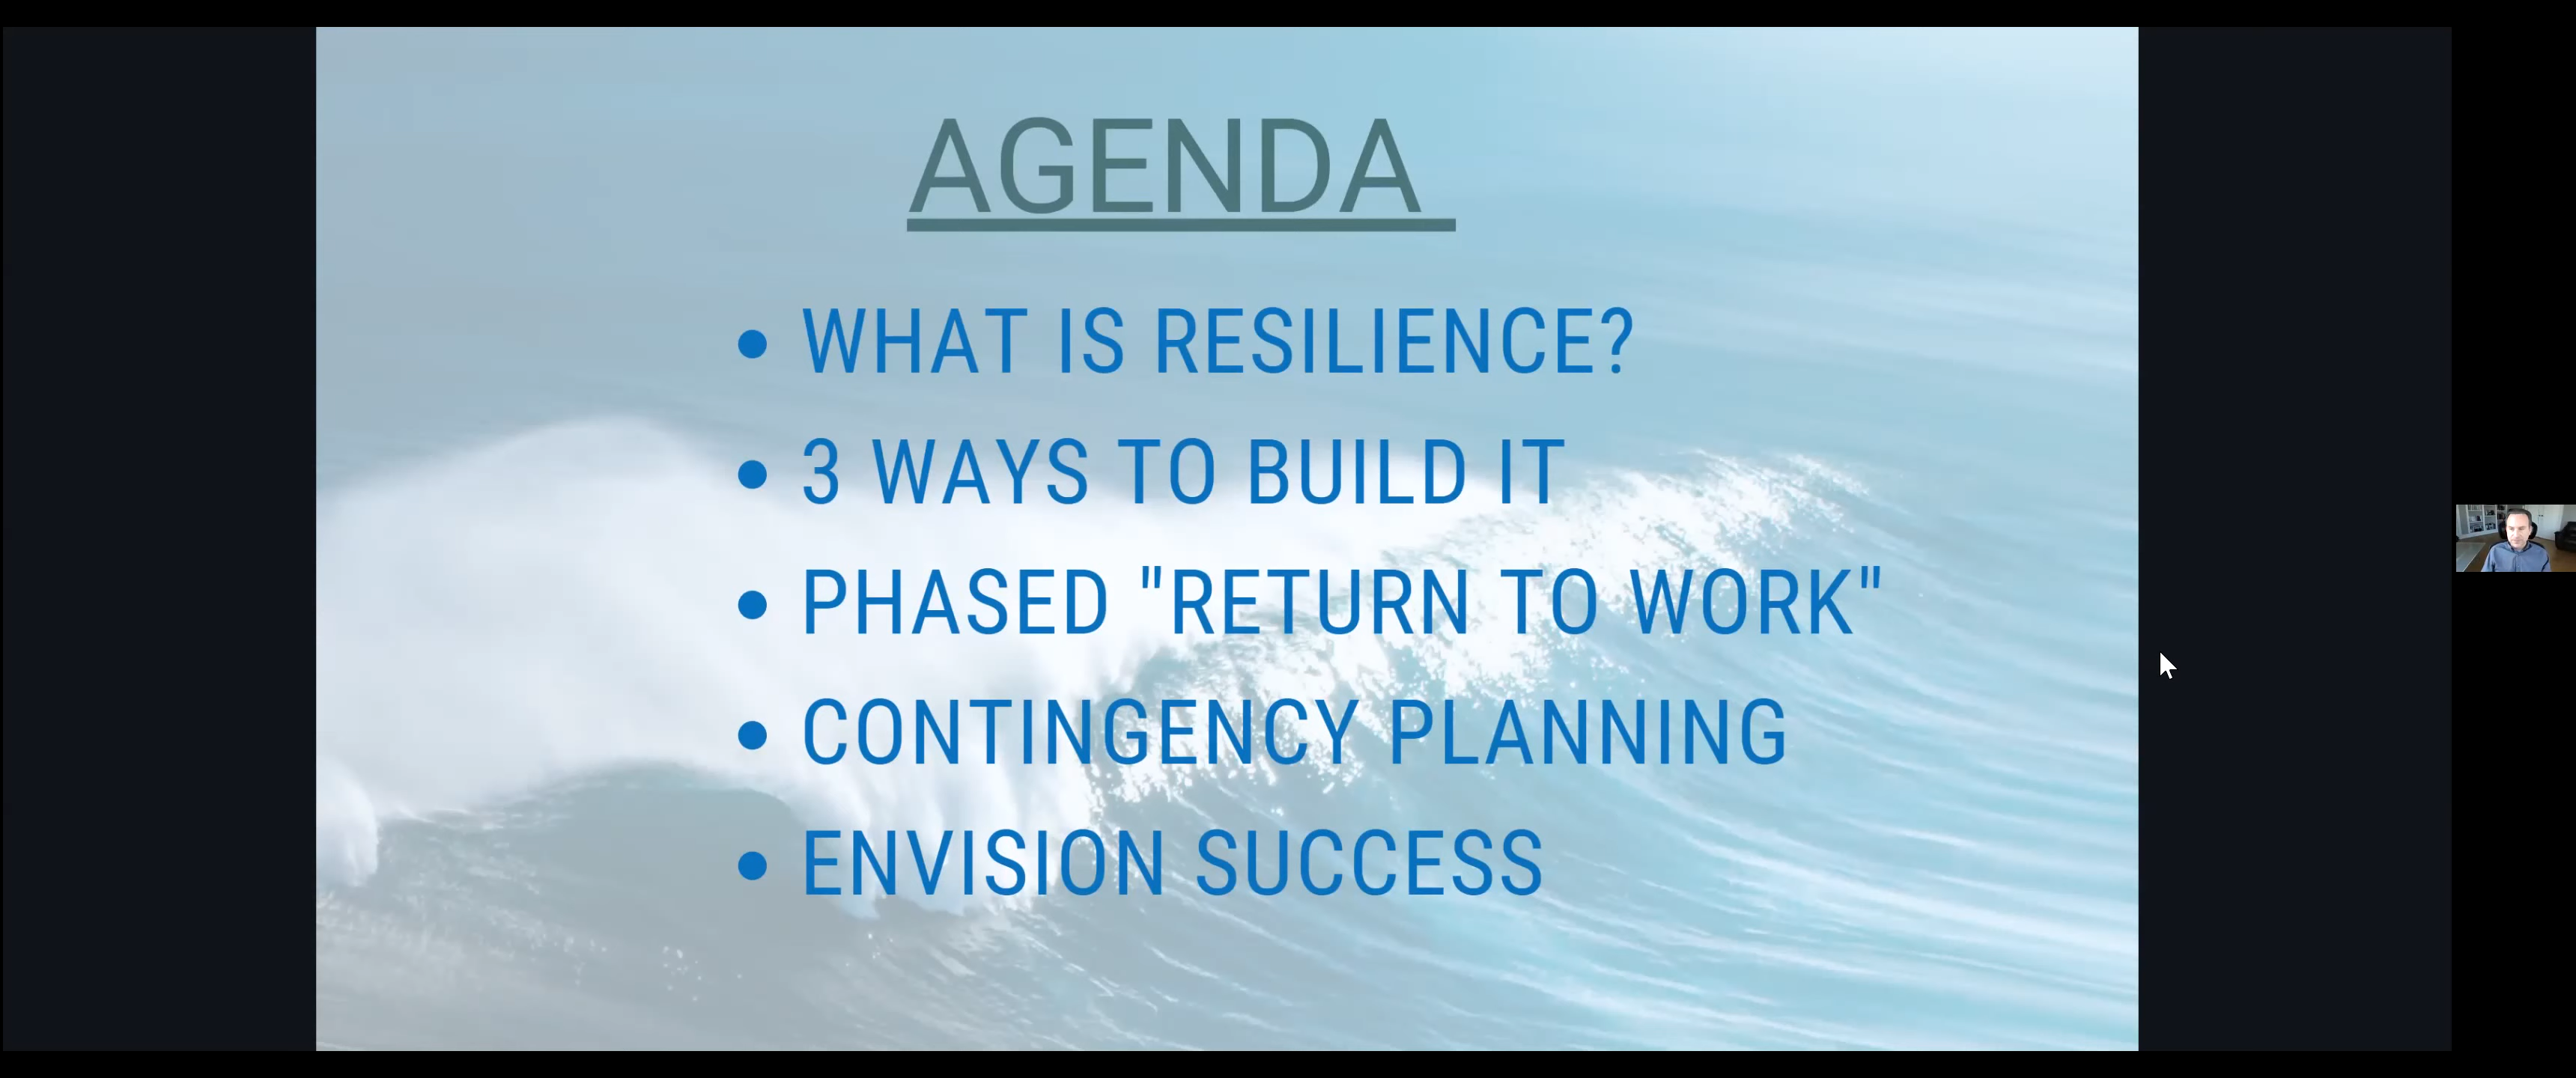 AGENDA
• WHAT IS RESILIENCE?
• 3 WAYS TO BUILD IT
• PHASED "RETURN TO WORK"
• CONTINGENCY PLANNING
• ENVISION SUCCESS